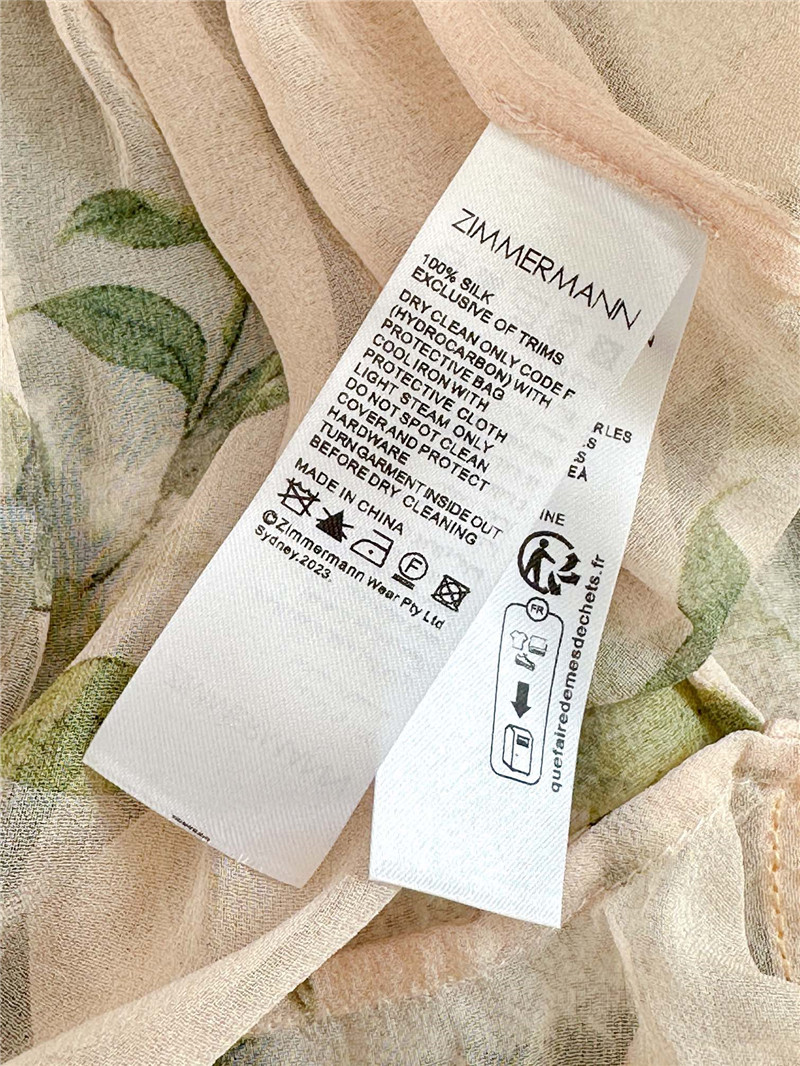 ZIMMERMANN
100% SILK
EXCLUSIVE OF TRIMS
DRY CLEAN ONLY CODE F
(HYDROCARBON) WITH
PROTECTIVE BAG
COOL IRON WITH
PROTECTIVE CLOTH
LIGHT STEAM ONLY
DO NOT SPOT CLEAN
COVER AND PROTECT
HARDWARE
TURN GARMENT INSIDE OUT
BEFORE DRY CLEANING
MADE IN CHINA
F
©Zimmermann Wear Pty Ltd
Sydney.2023.
RLES
S
S
EA
INE
FR
quefairedemesdechets.fr